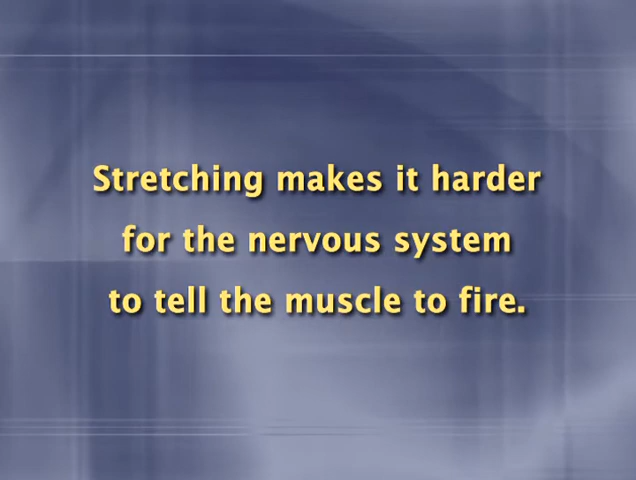 Stretching makes it harder
for the nervous system
to tell the muscle to fire.